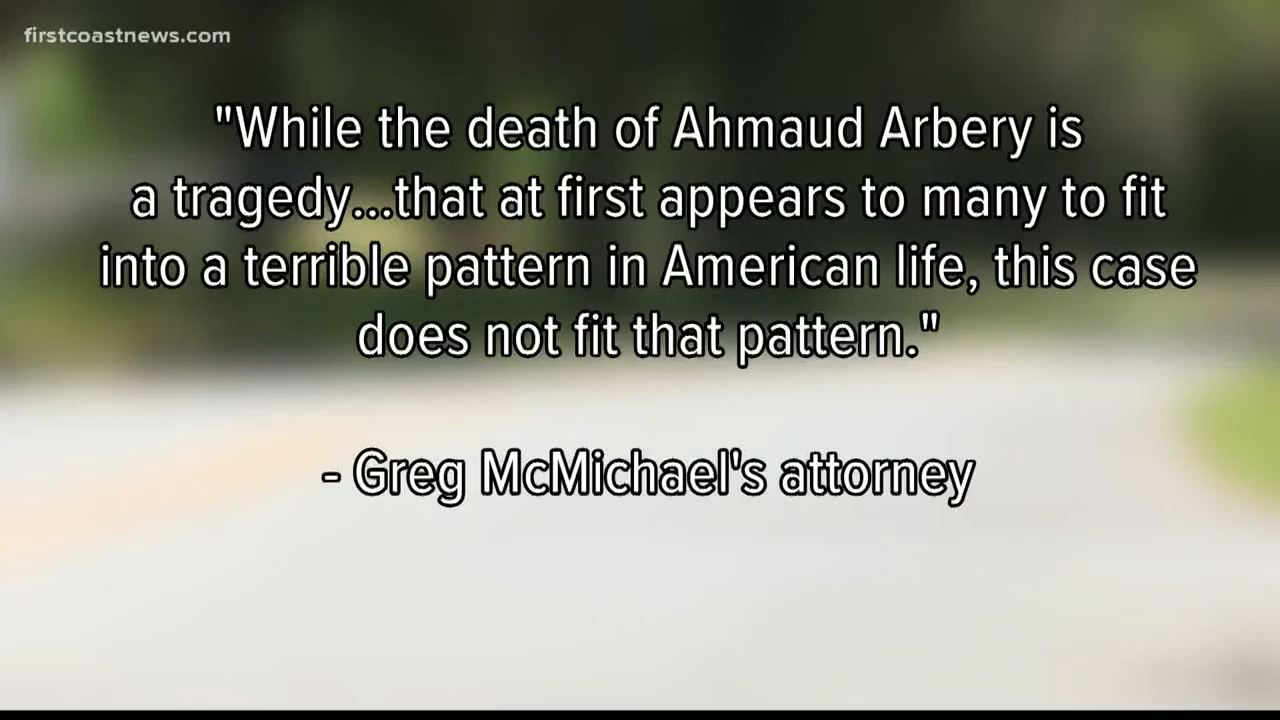 firstcoastnews.com
"While the death of Ahmaud Arbery is
a tragedy...that at first appears to many to fit
into a terrible pattern in American life, this case
does not fit that pattern."
- Greg McMichael's attorney